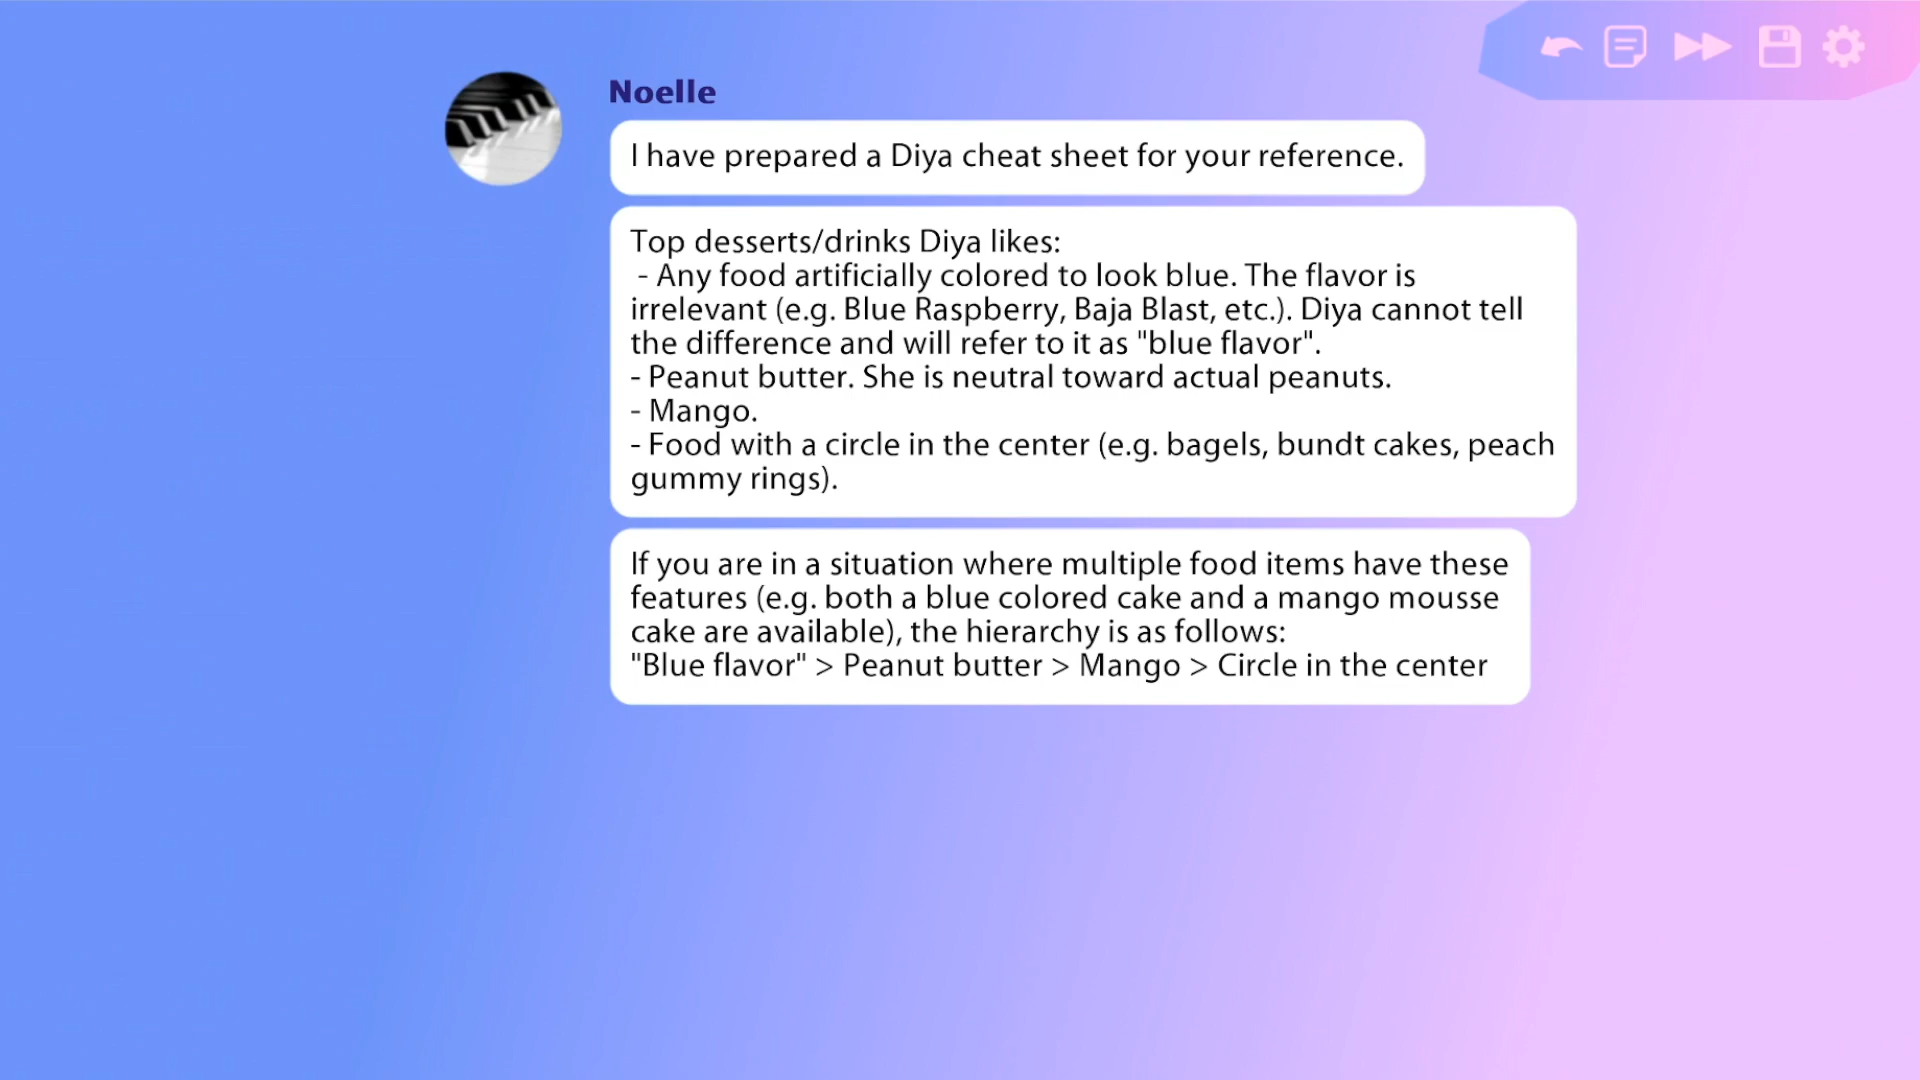 Noelle
I have prepared a Diya cheat sheet for your reference.
Top desserts/drinks Diya likes:
- Any food artificially colored to look blue. The flavor is
irrelevant (e.g. Blue Raspberry, Baja Blast, etc.). Diya cannot tell
the difference and will refer to it as "blue flavor".
- Peanut butter. She is neutral toward actual peanuts.
- Mango.
- Food with a circle in the center (e.g. bagels, bundt cakes, peach
gummy rings).
If you are in a situation where multiple food items have these
features (e.g. both a blue colored cake and a mango mousse
cake are available), the hierarchy is as follows:
"Blue flavor" > Peanut butter > Mango > Circle in the center